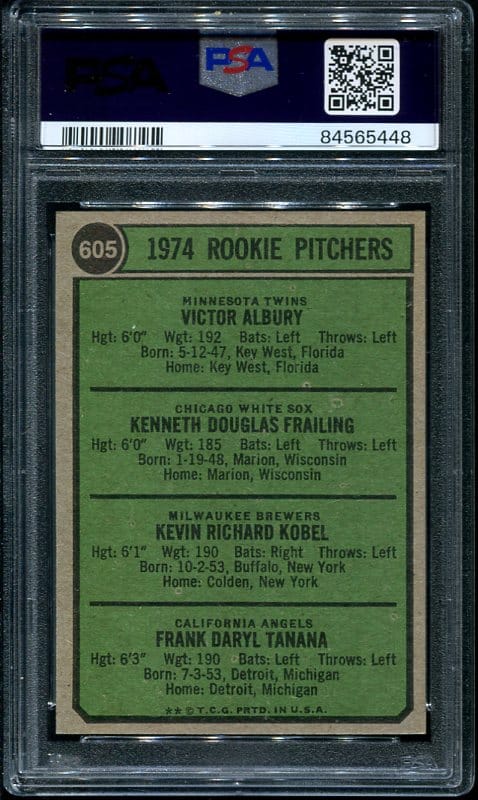 PSA
PSA
84565448
605
1974 ROOKIE PITCHERS
MINNESOTA TWINS
VICTOR ALBURY
Hgt: 6'0" Wgt: 192 Bats: Left Throws: Left
Born: 5-12-47, Key West, Florida
Home: Key West, Florida
CHICAGO WHITE SOX
KENNETH DOUGLAS FRAILING
Hgt: 6'0" Wgt: 185 Bats: Left Throws: Left
Born: 1-19-48, Marion, Wisconsin
Home: Marion, Wisconsin
MILWAUKEE BREWERS
KEVIN RICHARD KOBEL
Hgt: 6'1" Wgt: 190 Bats: Right Throws: Left
Born: 10-2-53, Buffalo, New York
Home: Colden, New York
CALIFORNIA ANGELS
FRANK DARYL TANANA
Hgt: 6'3" Wgt: 190 Bats: Left Throws: Left
Born: 7-3-53, Detroit, Michigan
Home: Detroit, Michigan
** © T.C.G. PRTD. IN U.S.A.